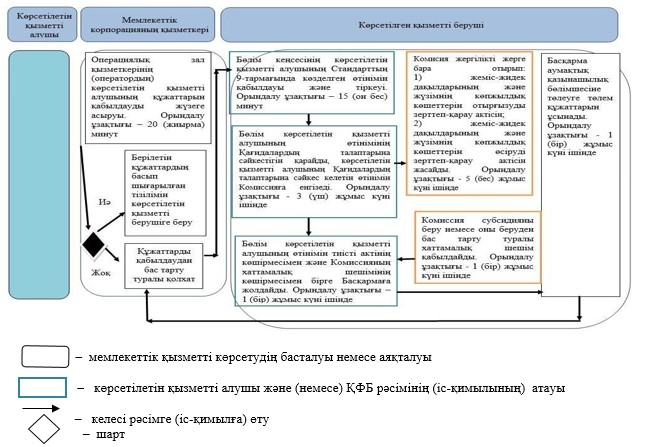 Көрсетілетін
қызметті
алушы
Мемлекеттік
корпорацияның қызметкері
Көрсетілген қызметті беруші
Операциялық зал
қызметкерінің
(оператордың)
көрсетілетін қызметті
алушының құжаттарын
қабылдауды жүзеге
асыруы. Орындалу
ұзақтығы – 20 (жиырма)
минут
Иә
Берілетін
құжаттардың
басып
шығарылған
тізілімін
көрсетілетін
қызметті
берушіге беру
Жоқ
Құжаттарды
қабылдаудан
бас тарту
туралы қолхат
Бөлім кеңсесінің көрсетілетін
қызметті алушының Стандарттың
9-тармағында көзделген өтінімін
қабылдауы және тіркеуі.
Орындалу ұзақтығы – 15 (он бес)
минут
Бөлім көрсетілетін қызметті
алушының өтінімінің
Қағидалардың талаптарына
сәйкестігін қарайды, көрсетілетін
қызметті алушының Қағидалардың
талаптарына сәйкес келетін өтінімін
Комиссияға енгізеді. Орындалу
ұзақтығы - 3 (үш) жұмыс күні
ішінде
Бөлім көрсетілетін қызметті
алушының өтінімін тиісті актінің
көшірмесімен және Комиссияның
хаттамалық шешімінің
көшірмесімен бірге Басқармаға
жолдайды. Орындалу ұзақтығы –
1 (бір) жұмыс күні ішінде
Комисия жергілікті жерге
бара отырып:
1) жеміс-жидек
дақылдарының және
жүзімнің көпжылдық
көшеттерін отырғызуды
зерттеп-қарау актісін;
2) жеміс-жидек
дақылдарының және
жүзімнің көпжылдық
көшеттерін өсіруді
зерттеп-қарау актісін
жасайды. Орындалу
ұзақтығы - 5 (бес) жұмыс
күні ішінде
Комиссия субсидияны
беру немесе оны беруден
бас тарту туралы
хаттамалық шешім
қабылдайды. Орындалу
ұзақтығы - 1 (бір) жұмыс
күні ішінде
Басқарма
аумақтық
қазынашылық
бөлімшесіне
төлеуге төлем
құжаттарын
ұсынады.
Орындалу
ұзақтығы - 1
(бір) жұмыс
күні ішінде
– мемлекеттік қызметті көрсетудің басталуы немесе аяқталуы
– көрсетілетін қызметті алушы және (немесе) ҚФБ рәсімінің (іс-қимылының) атауы
– келесі рәсімге (іс-қимылға) өту
– шарт